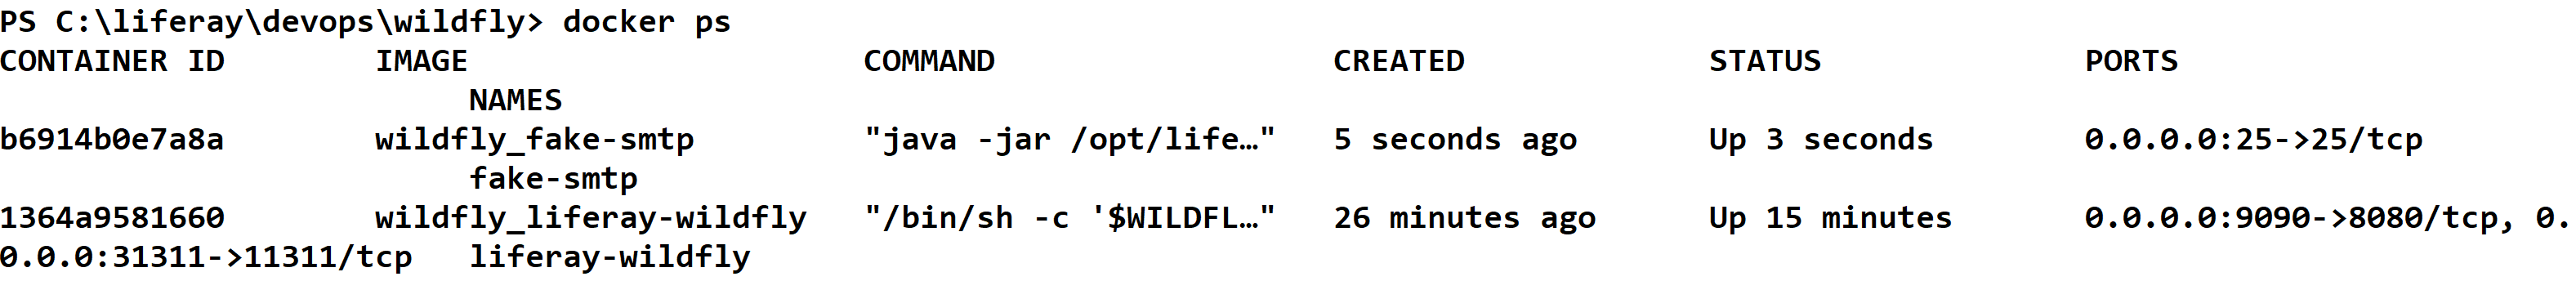 PS C:\liferay\devops\wildfly> docker ps
CONTAINER ID        IMAGE                     COMMAND                  CREATED             STATUS              PORTS
                         NAMES
b6914b0e7a8a        wildfly_fake-smtp         "java -jar /opt/life…"   5 seconds ago       Up 3 seconds        0.0.0.0:25->25/tcp
                         fake-smtp
1364a9581660        wildfly_liferay-wildfly   "/bin/sh -c '$WILDFL…"   26 minutes ago      Up 15 minutes       0.0.0.0:9090->8080/tcp, 0.
0.0.0:31311->11311/tcp   liferay-wildfly